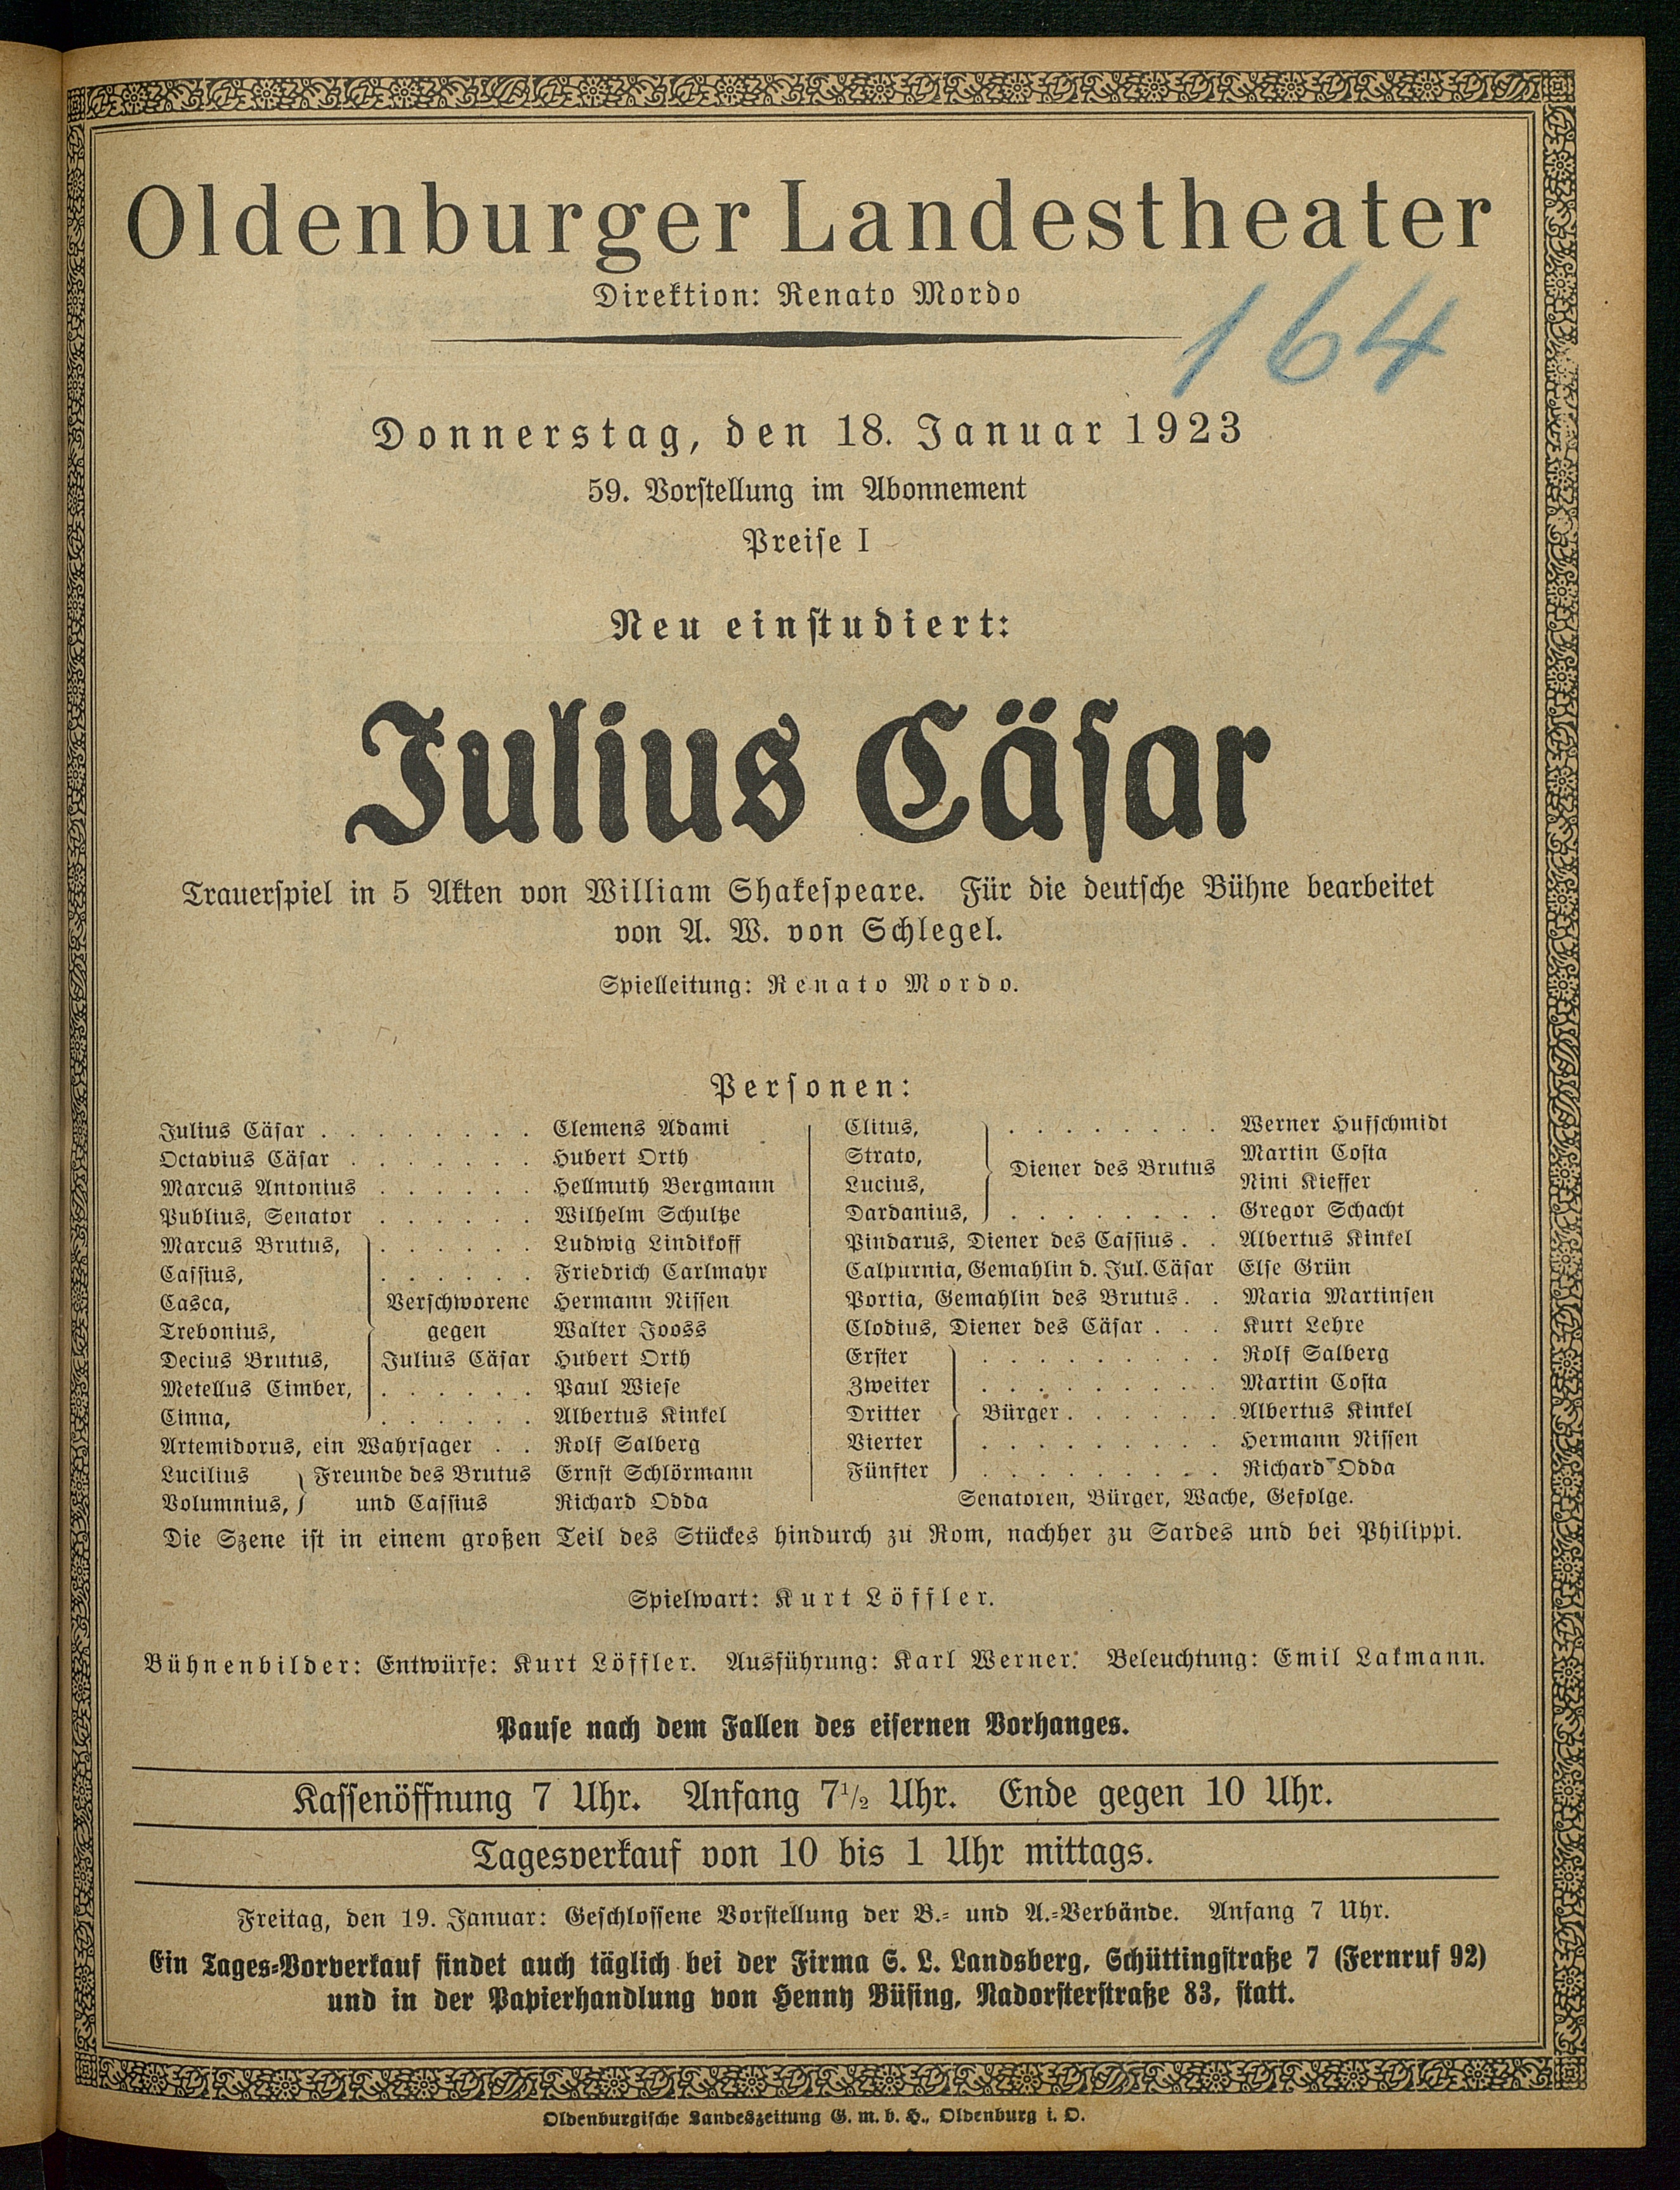 Oldenburger Landestheater
Direktion: Renato Mordo
164
Donnerstag, den 18. Januar 1923
59. Vorstellung im Abonnement
Preise I
Neu einstudiert:
Julius Cäsar
Trauerspiel in 5 Akten von William Shakespeare. Für die deutsche Bühne bearbeitet
von A. W. von Schlegel.
Spielleitung: Renato Mordo.
Personen:
Julius Cäsar . . . . . . . . Clemens Adami
Octavius Cäsar . . . . . . . Hubert Orth
Marcus Antonius . . . . . . Hellmuth Bergmann
Publius, Senator . . . . . . Wilhelm Schultze
Marcus Brutus, . . . . . . Ludwig Lindikoff
Cassius, . . . . . . Friedrich Carlmayr
Casca, Verschworene Hermann Nissen
Trebonius, gegen Walter Jooss
Decius Brutus, Julius Cäsar Hubert Orth
Metellus Cimber, . . . . . . Paul Wiese
Cinna, . . . . . . Albertus Kinkel
Artemidorus, ein Wahrsager . . Rolf Salberg
Lucilius Freunde des Brutus Ernst Schlörmann
Volumnius, und Cassius Richard Odda
Clitus, . . . . . . . . Werner Hufschmidt
Strato, Martin Costa
Diener des Brutus
Lucius, Nini Kieffer
Dardanius, . . . . . . . . Gregor Schacht
Pindarus, Diener des Cassius . . Albertus Kinkel
Calpurnia, Gemahlin d. Jul. Cäsar Else Grün
Portia, Gemahlin des Brutus . . Maria Martinsen
Clodius, Diener des Cäsar . . . Kurt Lehre
Erster . . . . . . . . . Rolf Salberg
Zweiter . . . . . . . . . Martin Costa
Dritter Bürger . . . . . . Albertus Kinkel
Vierter . . . . . . . . . Hermann Nissen
Fünfter . . . . . . . . . Richard Odda
Senatoren, Bürger, Wache, Gefolge.
Die Szene ist in einem großen Teil des Stückes hindurch zu Rom, nachher zu Sardes und bei Philippi.
Spielwart: Kurt Löffler.
Bühnenbilder: Entwürfe: Kurt Löffler. Ausführung: Karl Werner. Beleuchtung: Emil Lakmann.
Pause nach dem Fallen des eisernen Vorhanges.
Kassenöffnung 7 Uhr. Anfang 7½ Uhr. Ende gegen 10 Uhr.
Tagesverkauf von 10 bis 1 Uhr mittags.
Freitag, den 19. Januar: Geschlossene Vorstellung der B.- und A.-Verbände. Anfang 7 Uhr.
Ein Tages-Vorverkauf findet auch täglich bei der Firma S. L. Landsberg, Schüttingstraße 7 (Fernruf 92)
und in der Papierhandlung von Henny Büsing, Nadorsterstraße 83, statt.
Oldenburgische Landeszeitung G. m. b. H., Oldenburg i. O.